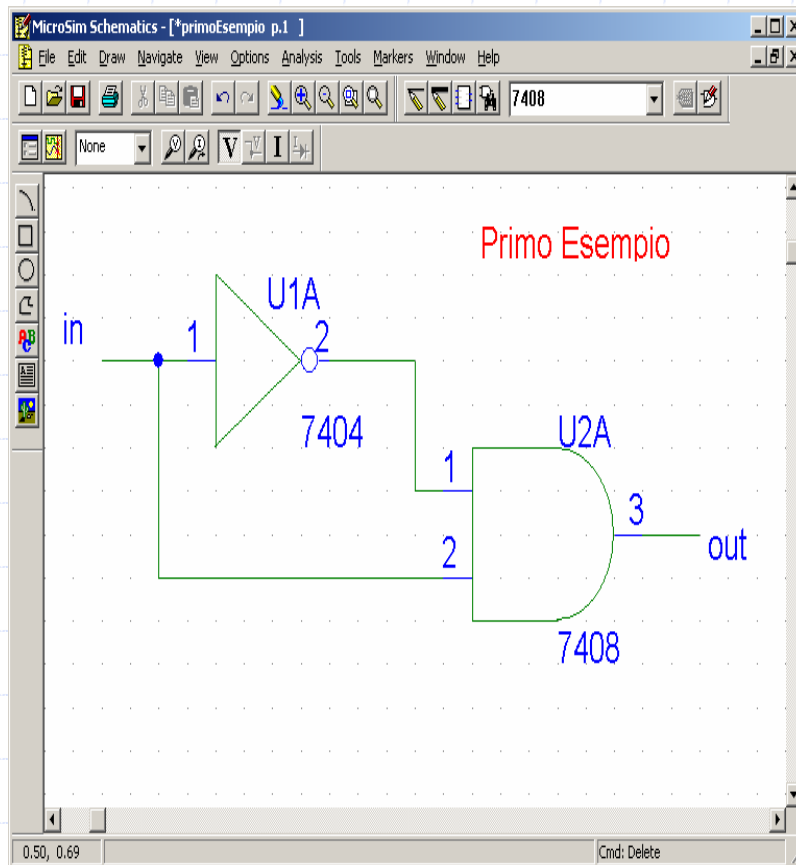 MicroSim Schematics - [*primoEsempio p.1 ]
File Edit Draw Navigate View Options Analysis Tools Markers Window Help
7408
None V I
Primo Esempio
in
1
U1A
2
7404
U2A
1
2
3
out
7408
0.50, 0.69 Cmd: Delete